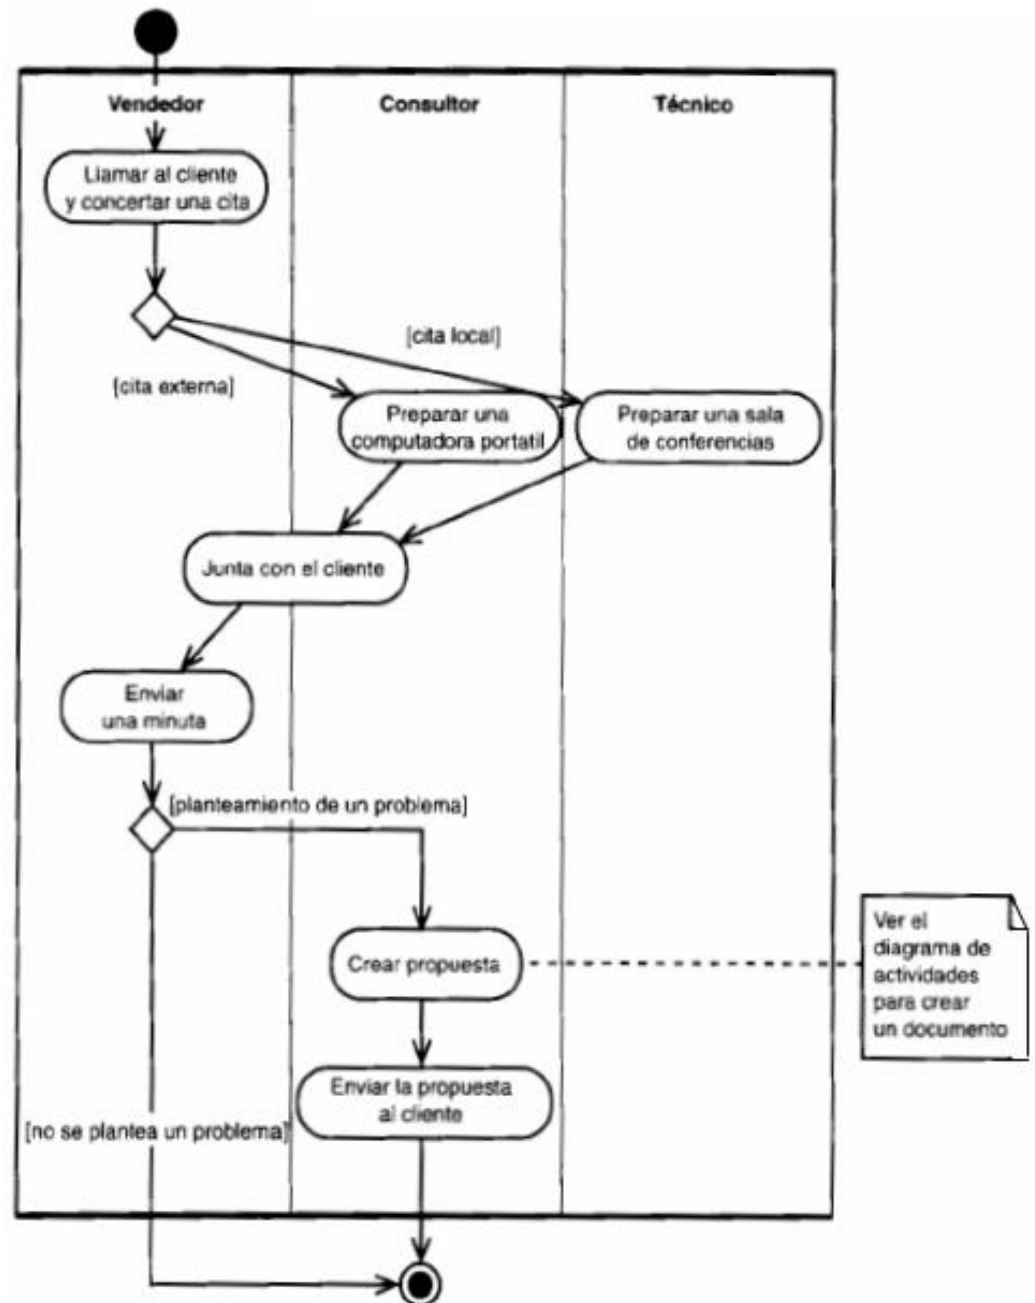 Vendedor
Consultor
Técnico
Llamar al cliente
y concertar una cita
[cita local]
[cita externa]
Preparar una
computadora portatil
Preparar una sala
de conferencias
Junta con el cliente
Enviar
una minuta
[planteamiento de un problema]
Crear propuesta
Ver el
diagrama de
actividades
para crear
un documento
Enviar la propuesta
al cliente
[no se plantea un problema]